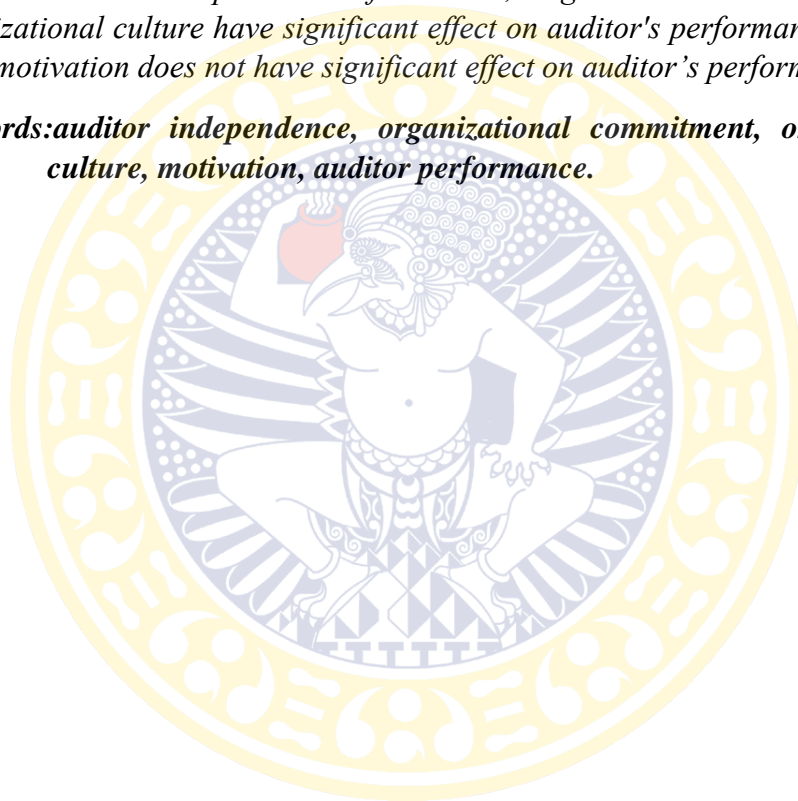 izational culture have significant effect on auditor's performan
motivation does not have significant effect on auditor’s perform
ords:auditor independence, organizational commitment, o
culture, motivation, auditor performance.